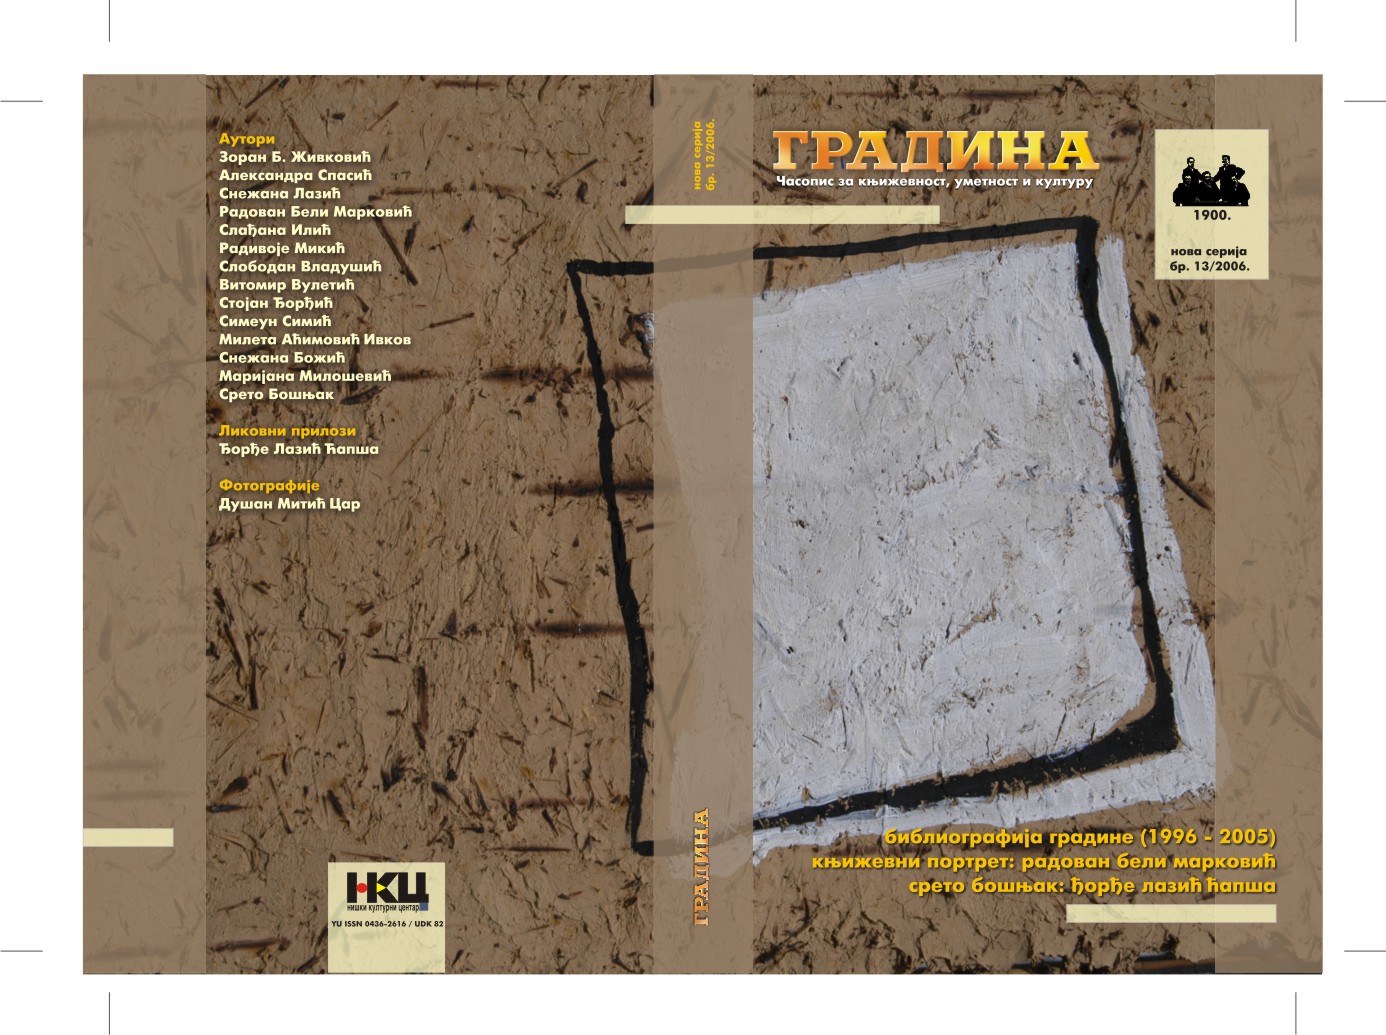 Аутори
Зоран Б. Живковић
Александра Спасић
Снежана Лазић
Радован Бели Марковић
Слађана Илић
Радивоје Микић
Слободан Владушић
Витомир Вулетић
Стојан Ђорђић
Симеун Симић
Милета Аћимовић Ивков
Снежана Божић
Маријана Милошевић
Срето Бошњак
Ликовни прилози
Ђорђе Лазић Ћапша
Фотографије
Душан Митић Цар
НКЦ
нишки културни центар
YU ISSN 0436-2616 / UDK 82
нова серија
бр. 13/2006.
ГРАДИНА
ГРАДИНА
Часопис за књижевност, уметност и културу
1900.
нова серија
бр. 13/2006.
библиографија градине (1996 - 2005)
књижевни портрет: радован бели марковић
срето бошњак: ђорђе лазић ћапша